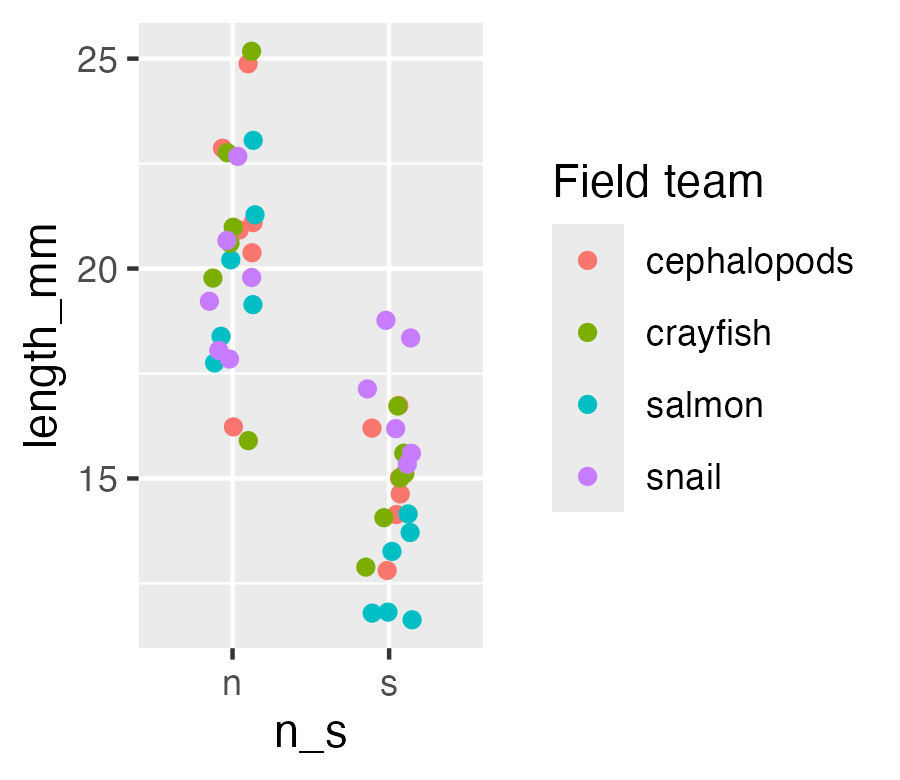 25
20
15
length_mm
n
s
n_s
Field team
cephalopods
crayfish
salmon
snail